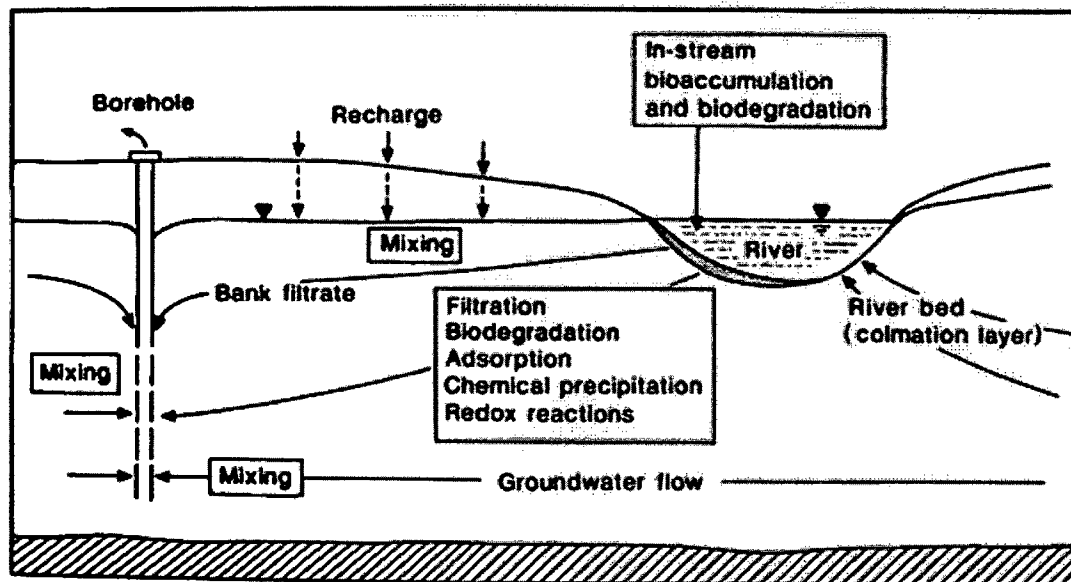 In-stream
bioaccumulation
and biodegradation
Borehole
Recharge
Mixing
River
Bank filtrate
Filtration
Biodegradation
Adsorption
Chemical precipitation
Redox reactions
River bed
(colmation layer)
Mixing
Mixing
Groundwater flow